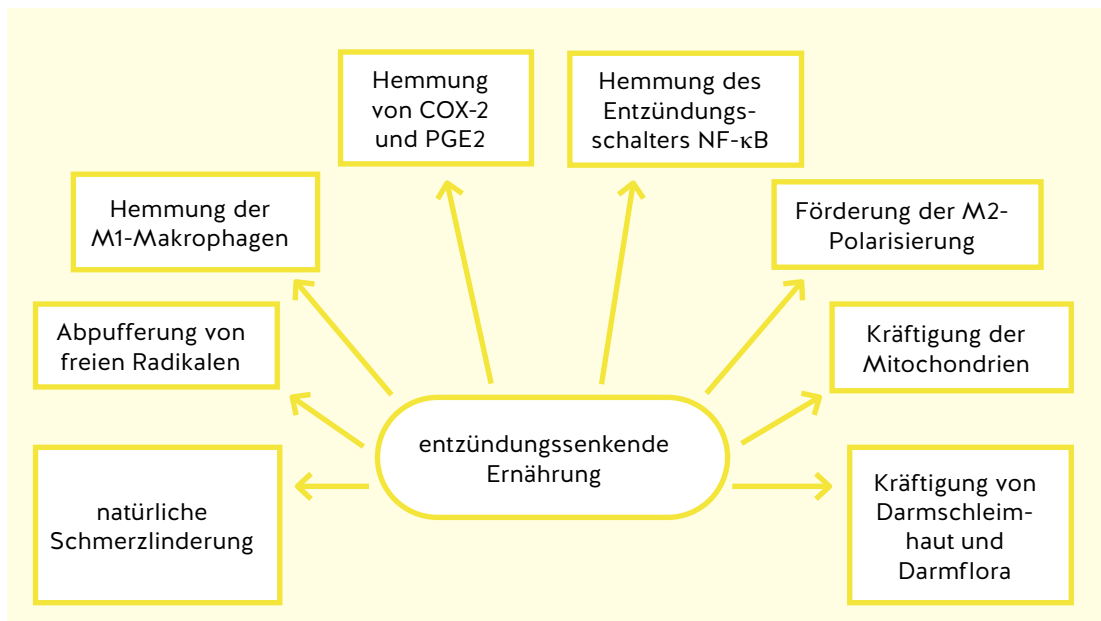 Hemmung
von COX-2
und PGE2
Hemmung des
Entzündungs-
schalters NF-κB
Hemmung der
M1-Makrophagen
Förderung der M2-
Polarisierung
Abpufferung von
freien Radikalen
Kräftigung der
Mitochondrien
entzündungssenkende
Ernährung
natürliche
Schmerzlinderung
Kräftigung von
Darmschleim-
haut und
Darmflora